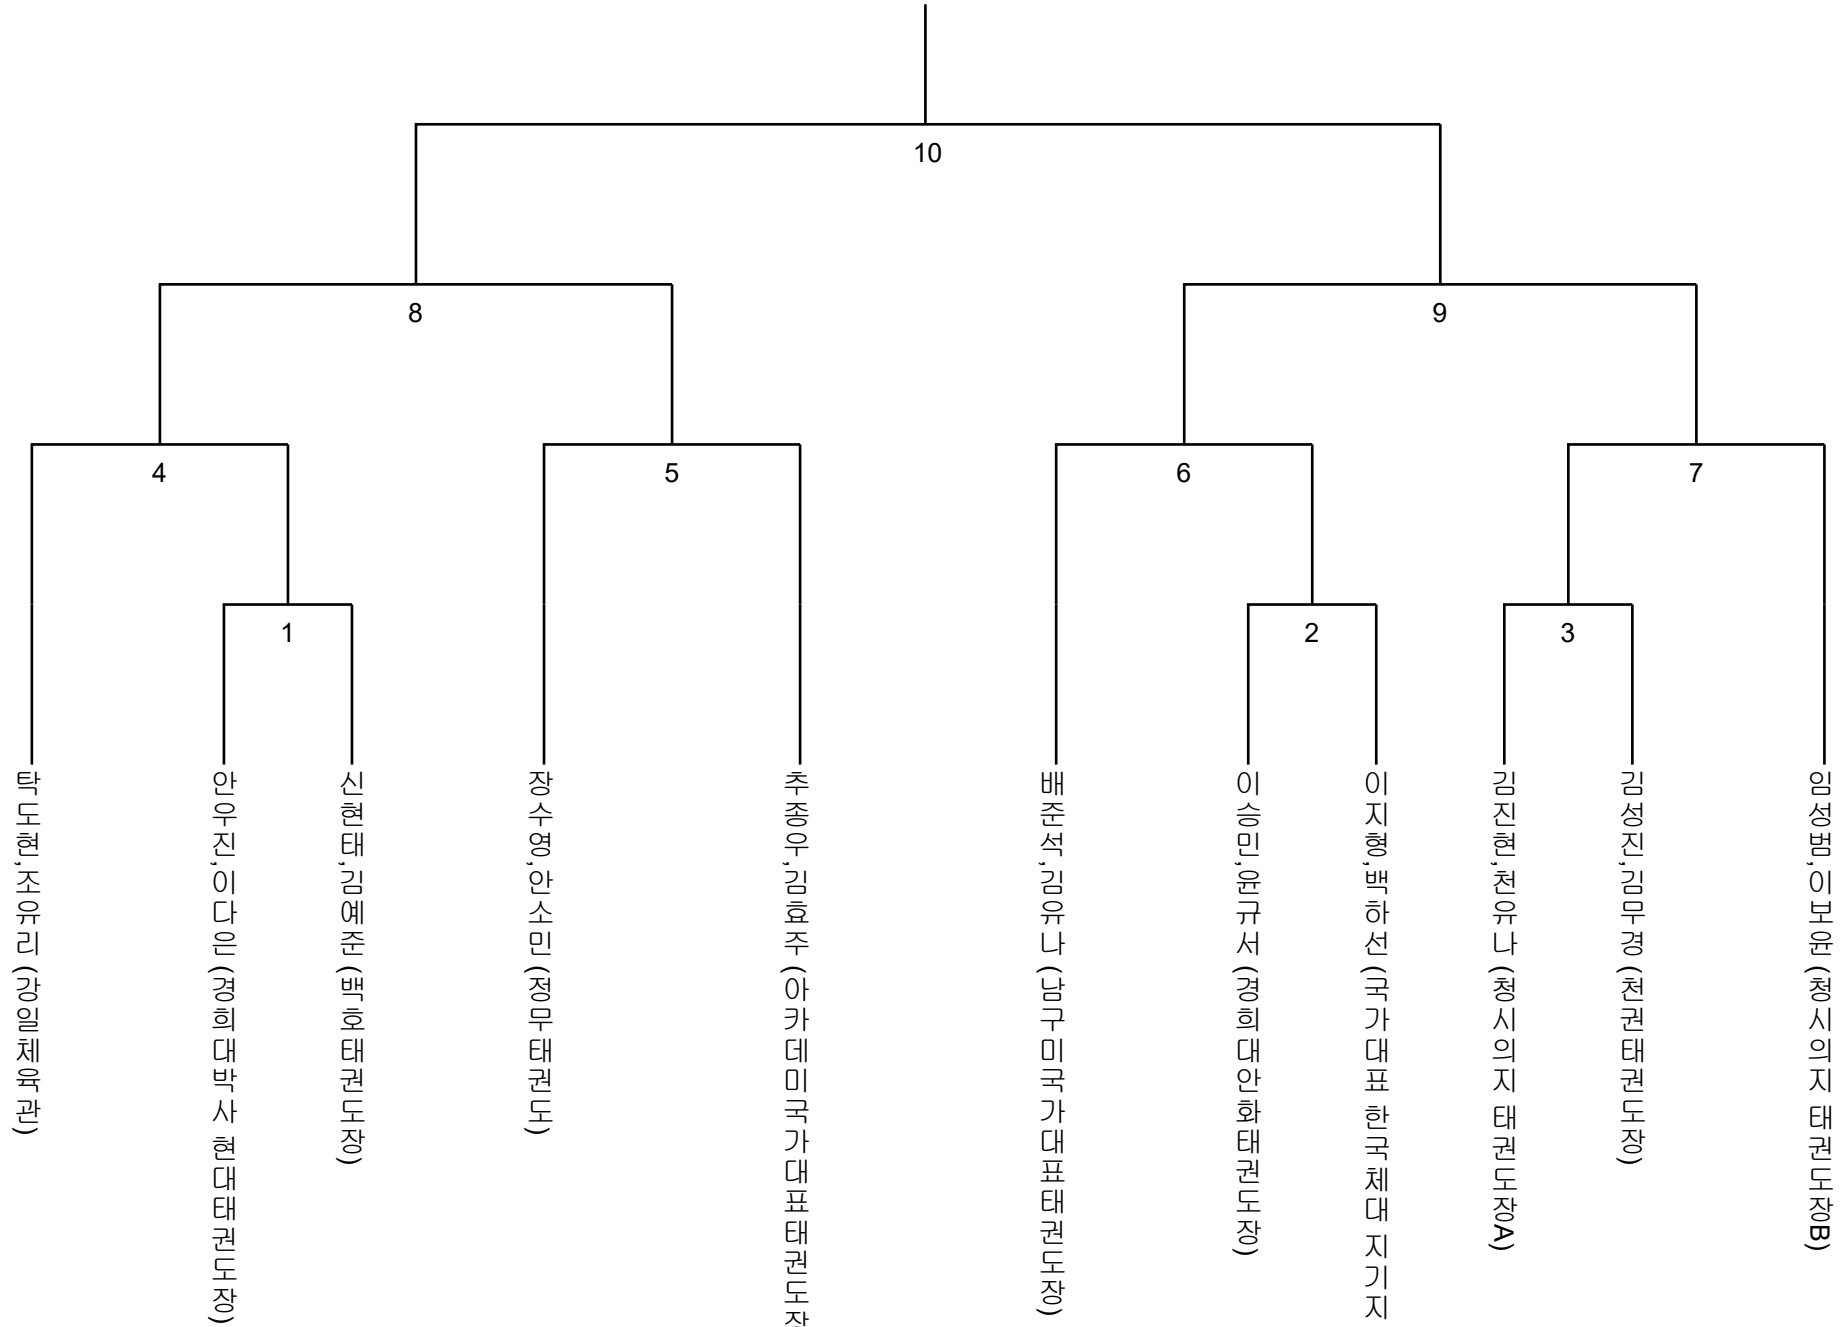 10
8
9
4
5
6
7
1
2
3
탁도현,조유리 (강일체육관)
안우진,이다은 (경희대박사 현대태권도장)
신현태,김예준 (백호태권도장)
장수영,안소민 (정무태권도)
추종우,김효주 (아카데미국가대표태권도장
배준석,김유나 (남구미국가대표태권도장)
이승민,윤규서 (경희대안화태권도장)
이지형,백하선 (국가대표 한국체대 지기지
김진현,천유나 (청시의지 태권도장A)
김성진,김무경 (천권태권도장)
임성범,이보윤 (청시의지 태권도장B)